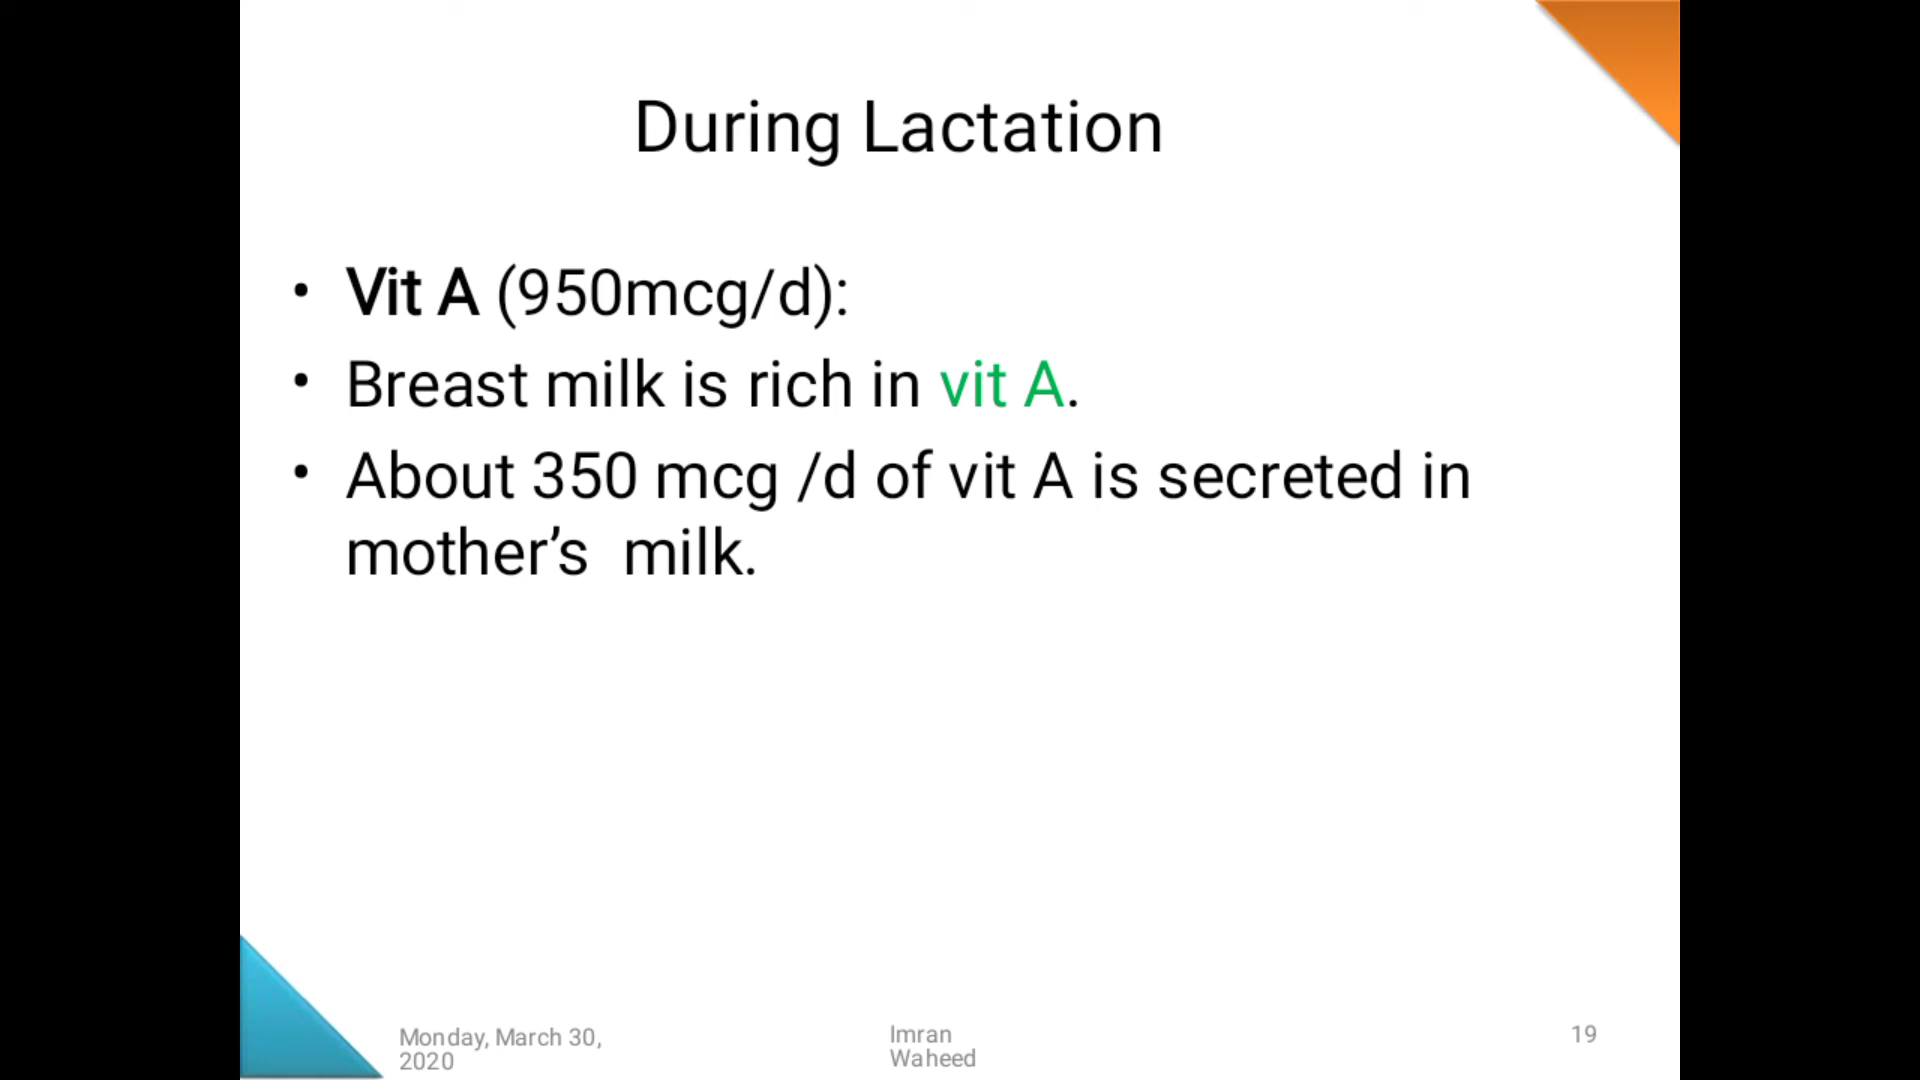 During Lactation
• Vit A (950mcg/d):
• Breast milk is rich in vit A.
• About 350 mcg /d of vit A is secreted in
mother’s  milk.
Monday, March 30,
2020
Imran
Waheed
19